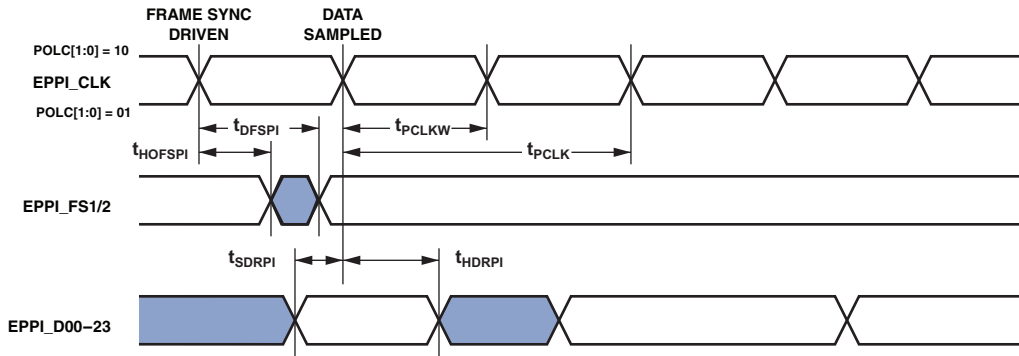 FRAME SYNC
DRIVEN
DATA
SAMPLED
POLC[1:0] = 10
EPPI_CLK
POLC[1:0] = 01
tDFSPI
tPCLKW
tHOFSPI
tPCLK
EPPI_FS1/2
tSDRPI
tHDRPI
EPPI_D00–23